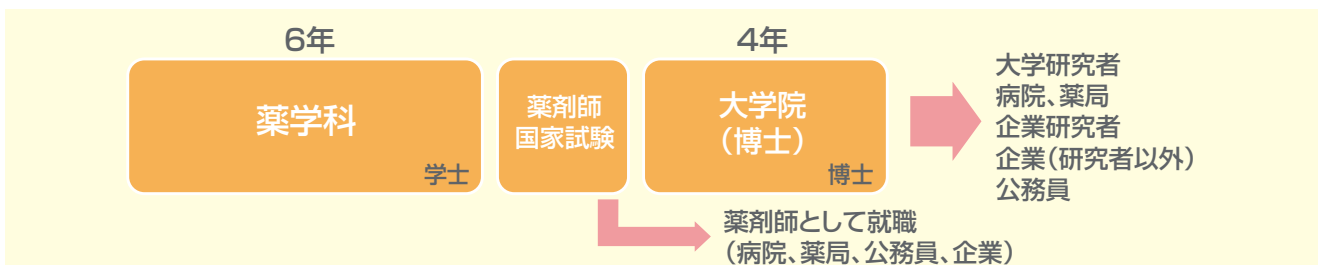 6年
薬学科
学士
薬剤師
国家試験
4年
大学院
（博士）
博士
大学研究者
病院、薬局
企業研究者
企業（研究者以外）
公務員
薬剤師として就職
（病院、薬局、公務員、企業）